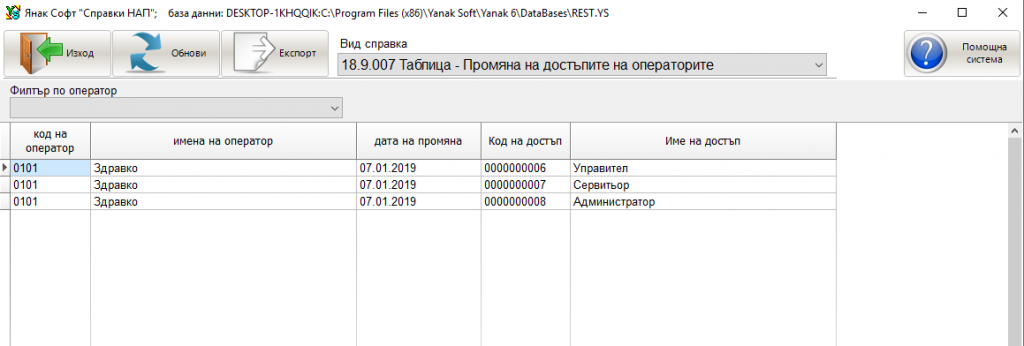 Янак Софт "Справки НАП"; база данни: DESKTOP-1KHQQIK:C:\Program Files (x86)\Yanak Soft\Yanak 6\DataBases\REST.YS
Изход
Обнови
Експорт
Вид справка
18.9.007 Таблица - Промяна на достъпите на операторите
Помощна
система
Филтър по оператор
код на
оператор
имена на оператор
дата на промяна
Код на достъп
Име на достъп
0101 Здравко 07.01.2019 0000000006 Управител
0101 Здравко 07.01.2019 0000000007 Сервитьор
0101 Здравко 07.01.2019 0000000008 Администратор